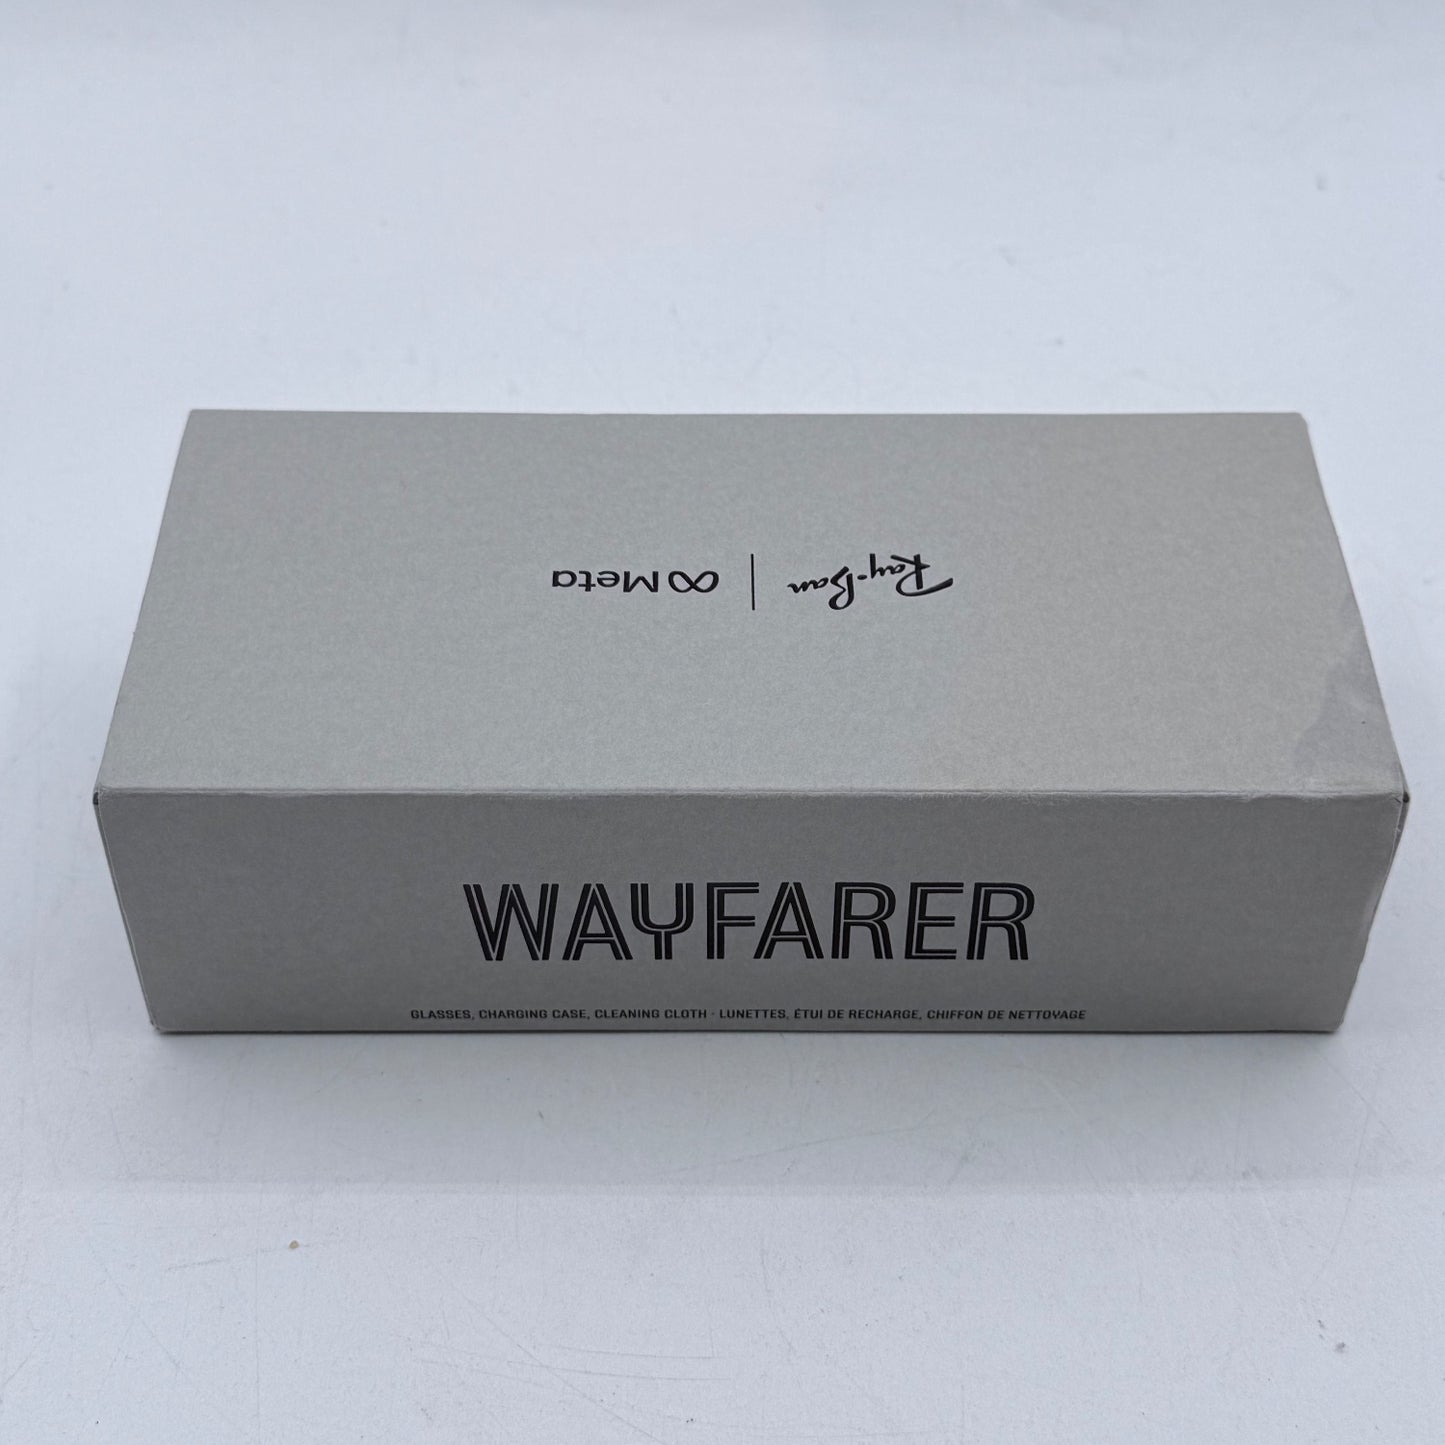 Ray-Ban | Meta
WAYFARER
GLASSES, CHARGING CASE, CLEANING CLOTH · LUNETTES, ÉTUI DE RECHARGE, CHIFFON DE NETTOYAGE